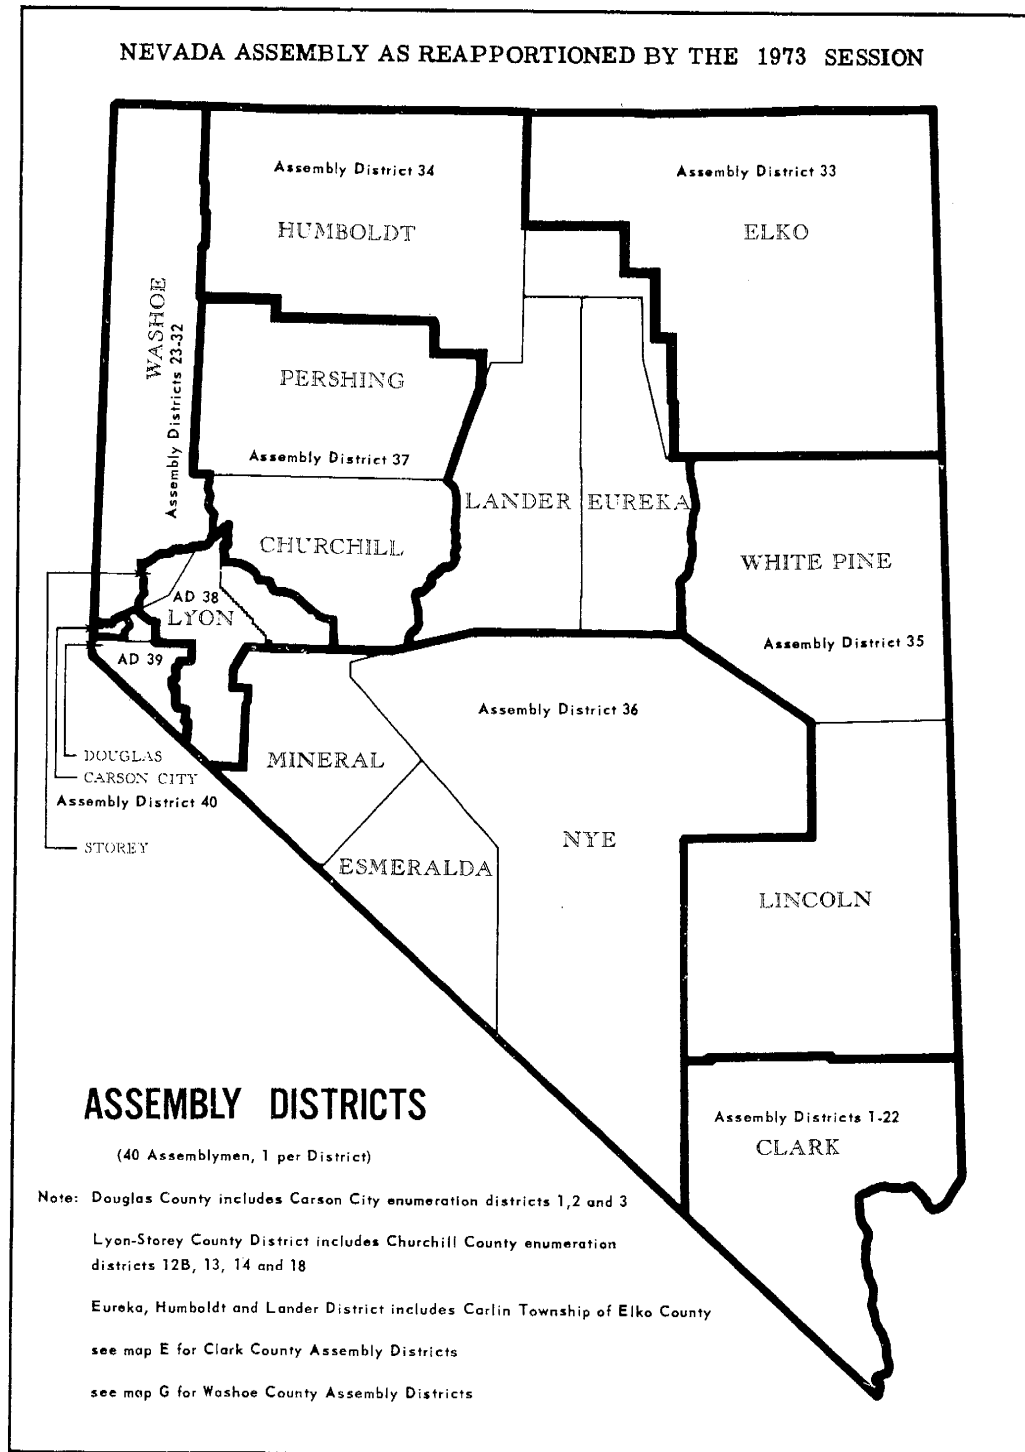 NEVADA ASSEMBLY AS REAPPORTIONED BY THE 1973 SESSION
Assembly District 34
Assembly District 33
HUMBOLDT
ELKO
WASHOE
Assembly Districts 23-32
PERSHING
Assembly District 37
LANDER
EUREKA
CHURCHILL
WHITE PINE
AD 38
LYON
Assembly District 35
AD 39
Assembly District 36
DOUGLAS
MINERAL
CARSON CITY
Assembly District 40
NYE
STOREY
ESMERALDA
LINCOLN
ASSEMBLY DISTRICTS
Assembly Districts 1-22
CLARK
(40 Assemblymen, 1 per District)
Note: Douglas County includes Carson City enumeration districts 1,2 and 3
Lyon-Storey County District includes Churchill County enumeration
districts 12B, 13, 14 and 18
Eureka, Humboldt and Lander District includes Carlin Township of Elko County
see map E for Clark County Assembly Districts
see map G for Washoe County Assembly Districts